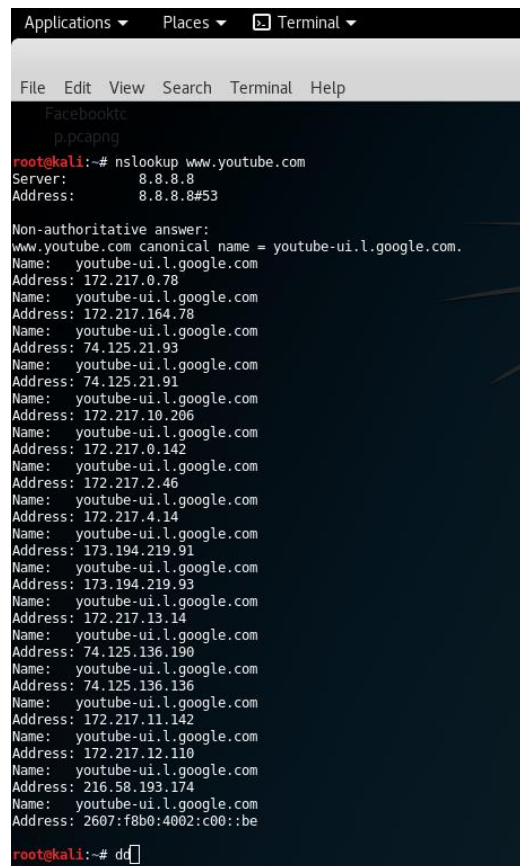 Applications Places Terminal
File Edit View Search Terminal Help
Facebooktc
p.pcapng
root@kali:~# nslookup www.youtube.com
Server: 8.8.8.8
Address: 8.8.8.8#53
Non-authoritative answer:
www.youtube.com canonical name = youtube-ui.l.google.com.
Name: youtube-ui.l.google.com
Address: 172.217.0.78
Name: youtube-ui.l.google.com
Address: 172.217.164.78
Name: youtube-ui.l.google.com
Address: 74.125.21.93
Name: youtube-ui.l.google.com
Address: 74.125.21.91
Name: youtube-ui.l.google.com
Address: 172.217.10.206
Name: youtube-ui.l.google.com
Address: 172.217.0.142
Name: youtube-ui.l.google.com
Address: 172.217.2.46
Name: youtube-ui.l.google.com
Address: 172.217.4.14
Name: youtube-ui.l.google.com
Address: 173.194.219.91
Name: youtube-ui.l.google.com
Address: 173.194.219.93
Name: youtube-ui.l.google.com
Address: 172.217.13.14
Name: youtube-ui.l.google.com
Address: 74.125.136.190
Name: youtube-ui.l.google.com
Address: 74.125.136.136
Name: youtube-ui.l.google.com
Address: 172.217.11.142
Name: youtube-ui.l.google.com
Address: 172.217.12.110
Name: youtube-ui.l.google.com
Address: 216.58.193.174
Name: youtube-ui.l.google.com
Address: 2607:f8b0:4002:c00::be
root@kali:~# dd